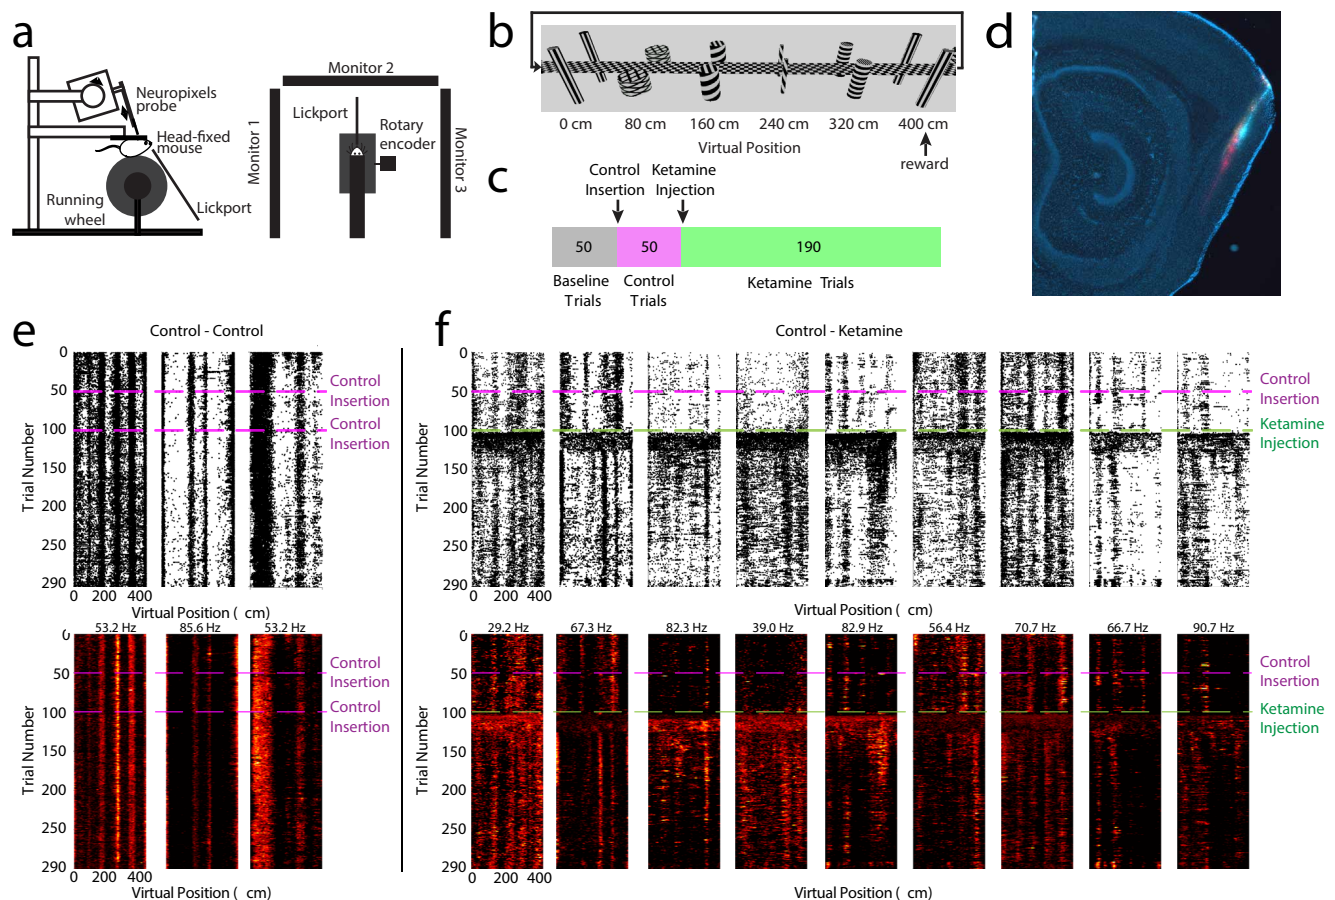 a
Neuropixels
probe
Head-fixed
mouse
Running
wheel
Lickport
Monitor 1
Monitor 2
Monitor 3
Lickport
Rotary
encoder
b
0 cm 80 cm 160 cm 240 cm 320 cm 400 cm
Virtual Position
reward
c
Control
Insertion
Ketamine
Injection
50 50 190
Baseline
Trials
Control
Trials
Ketamine Trials
d
e
Control - Control
Trial Number
0
50
100
150
200
250
290
Control
Insertion
Control
Insertion
0 200 400
Virtual Position ( cm)
53.2 Hz 85.6 Hz 53.2 Hz
Trial Number
0
50
100
150
200
250
290
Control
Insertion
Control
Insertion
0 200 400
Virtual Position ( cm)
f
Control - Ketamine
Trial Number
0
50
100
150
200
250
290
Control
Insertion
Ketamine
Injection
0 200 400
Virtual Position ( cm)
29.2 Hz 67.3 Hz 82.3 Hz 39.0 Hz 82.9 Hz 56.4 Hz 70.7 Hz 66.7 Hz 90.7 Hz
Trial Number
0
50
100
150
200
250
290
Control
Insertion
Ketamine
Injection
0 200 400
Virtual Position ( cm)